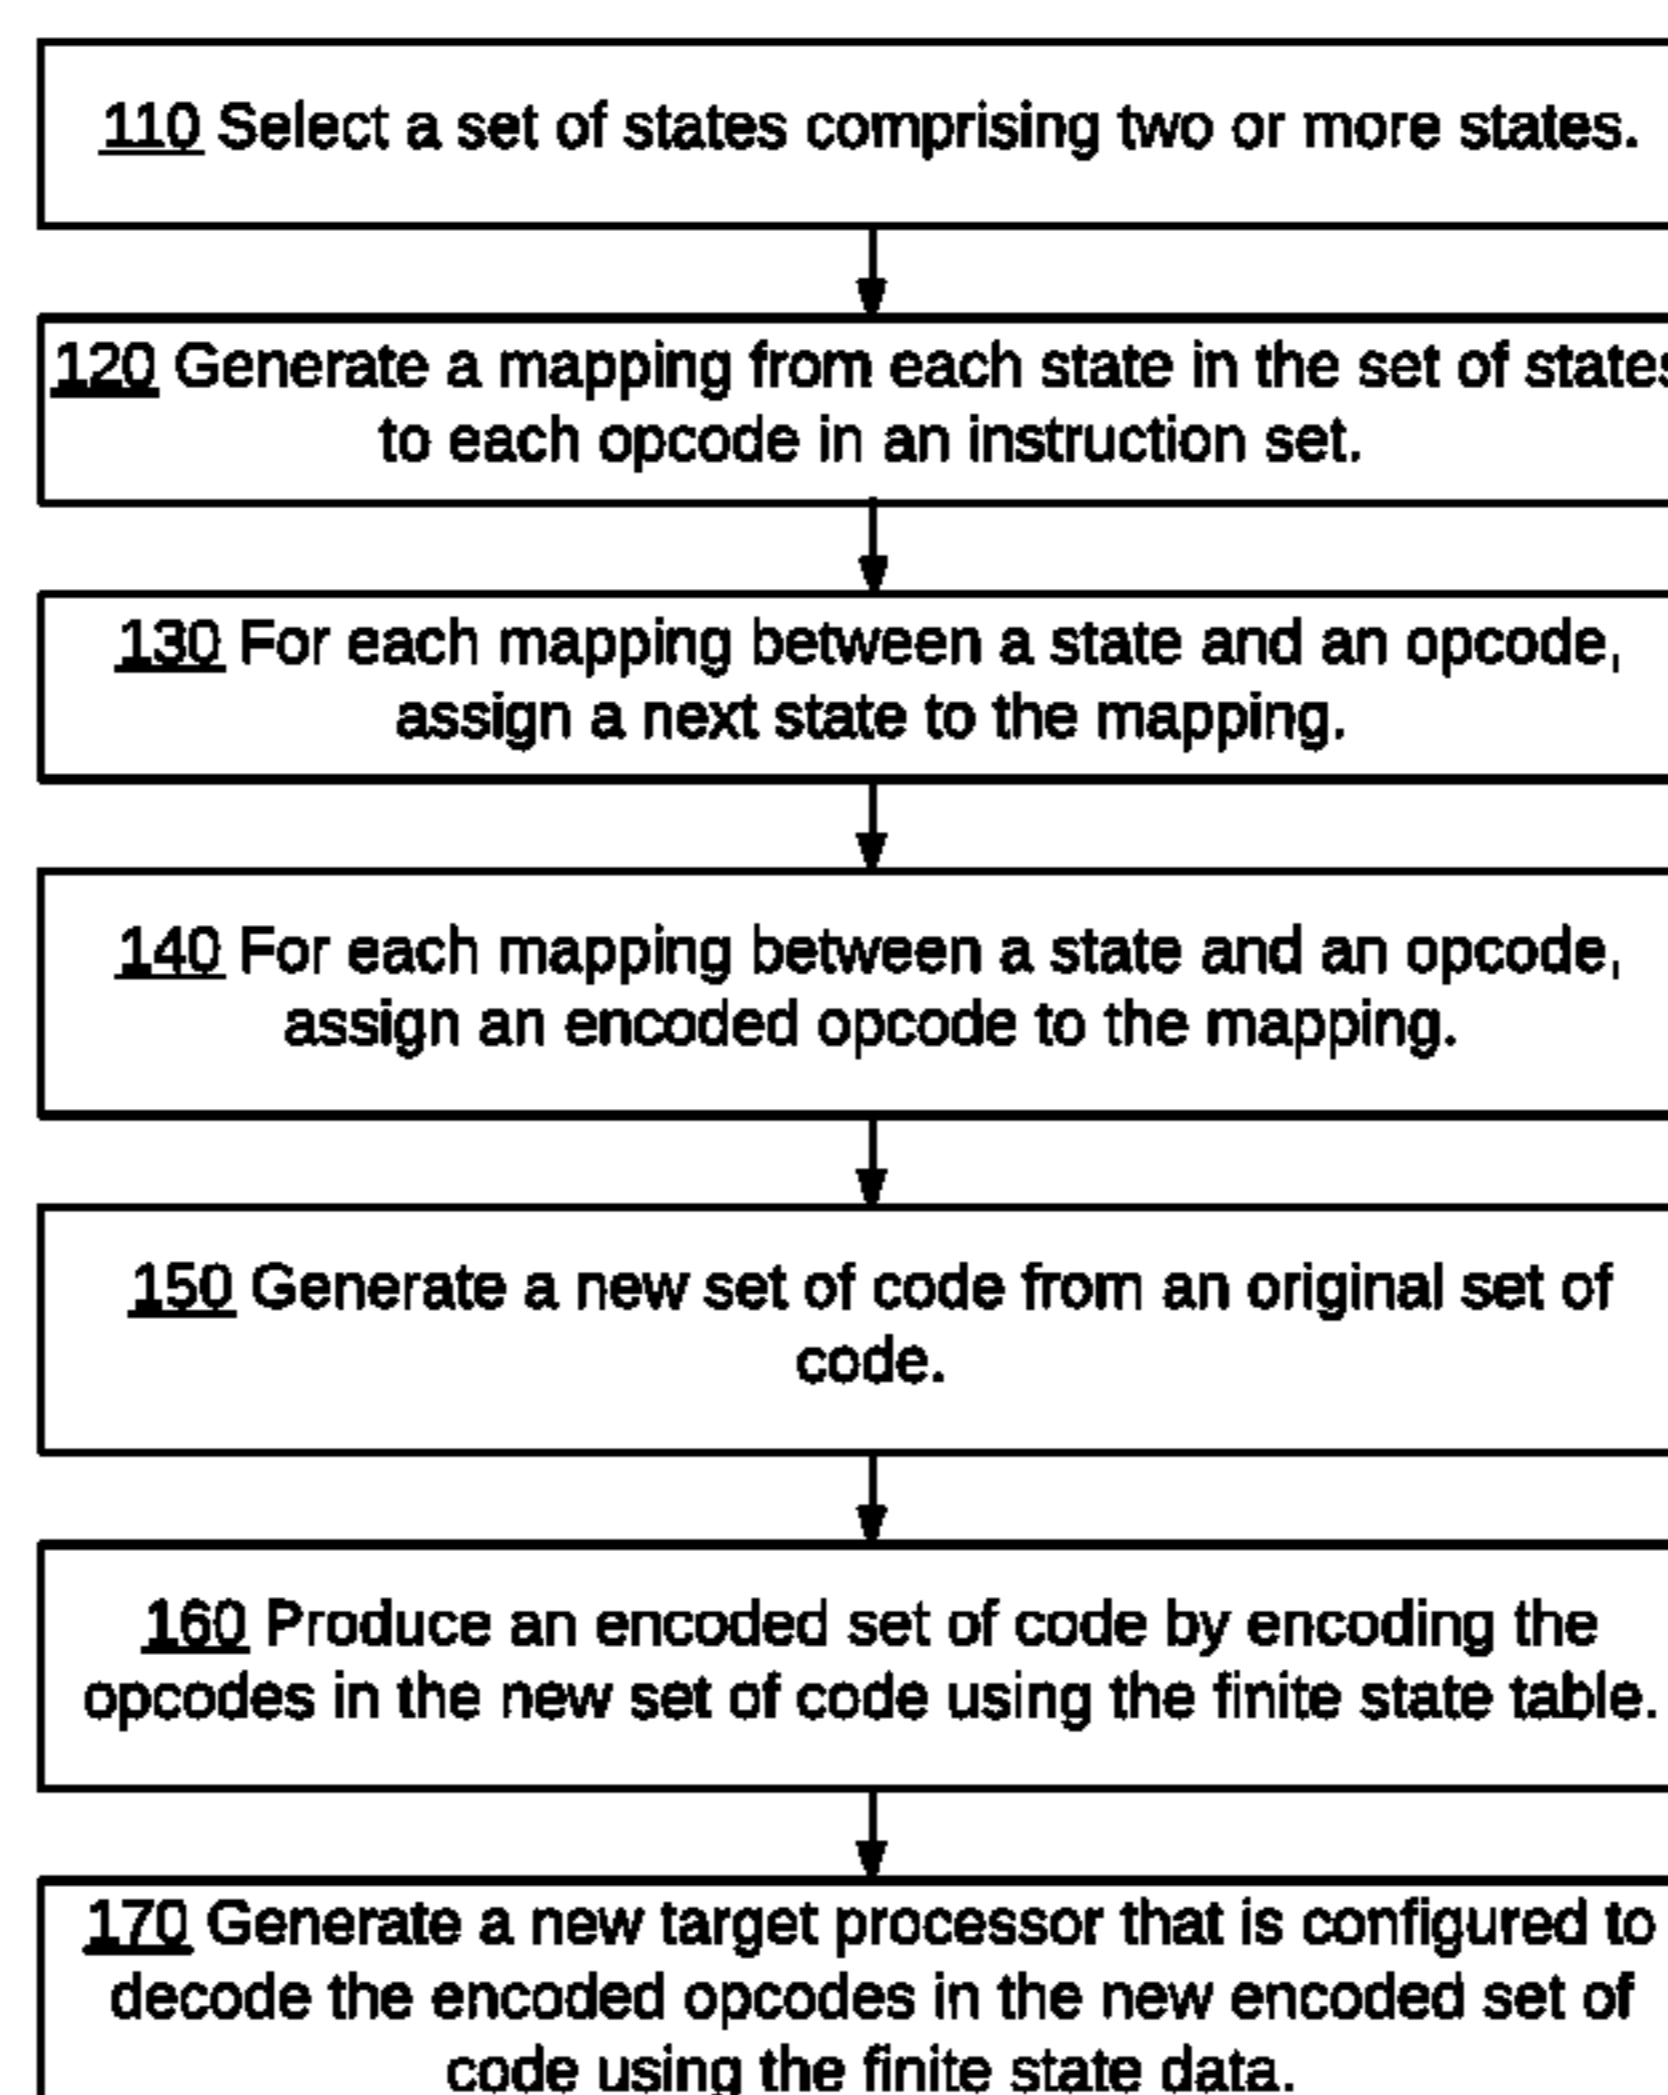 110 Select a set of states comprising two or more states.
120 Generate a mapping from each state in the set of states
to each opcode in an instruction set.
130 For each mapping between a state and an opcode,
assign a next state to the mapping.
140 For each mapping between a state and an opcode,
assign an encoded opcode to the mapping.
150 Generate a new set of code from an original set of
code.
160 Produce an encoded set of code by encoding the
opcodes in the new set of code using the finite state table.
170 Generate a new target processor that is configured to
decode the encoded opcodes in the new encoded set of
code using the finite state data.